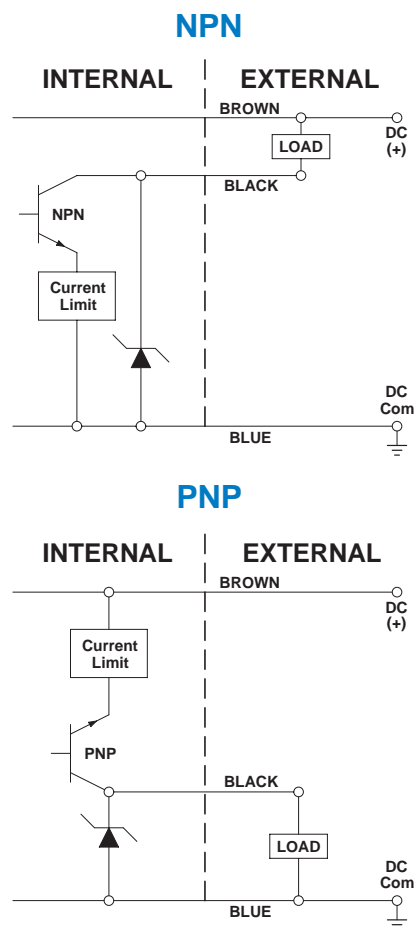 NPN
INTERNAL EXTERNAL
BROWN
DC
(+)
LOAD
BLACK
NPN
Current
Limit
DC
Com
BLUE
PNP
INTERNAL EXTERNAL
BROWN
DC
(+)
Current
Limit
PNP
BLACK
LOAD
DC
Com
BLUE